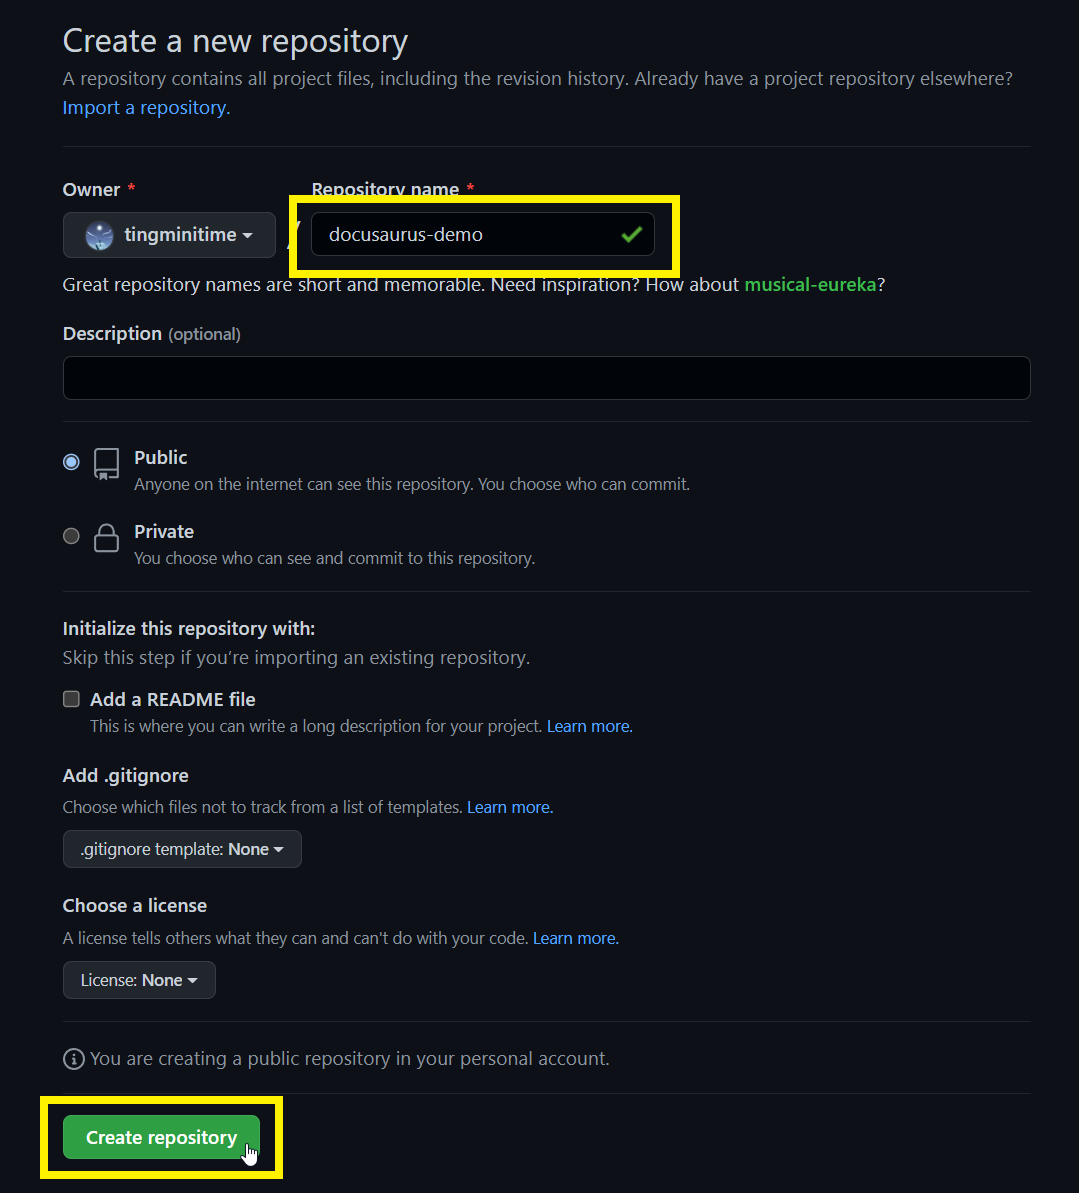 Create a new repository
A repository contains all project files, including the revision history. Already have a project repository elsewhere?
Import a repository.
Owner *
Repository name *
tingminitime
/
docusaurus-demo
Great repository names are short and memorable. Need inspiration? How about musical-eureka?
Description (optional)
Public
Anyone on the internet can see this repository. You choose who can commit.
Private
You choose who can see and commit to this repository.
Initialize this repository with:
Skip this step if you’re importing an existing repository.
Add a README file
This is where you can write a long description for your project. Learn more.
Add .gitignore
Choose which files not to track from a list of templates. Learn more.
.gitignore template: None
Choose a license
A license tells others what they can and can't do with your code. Learn more.
License: None
You are creating a public repository in your personal account.
Create repository